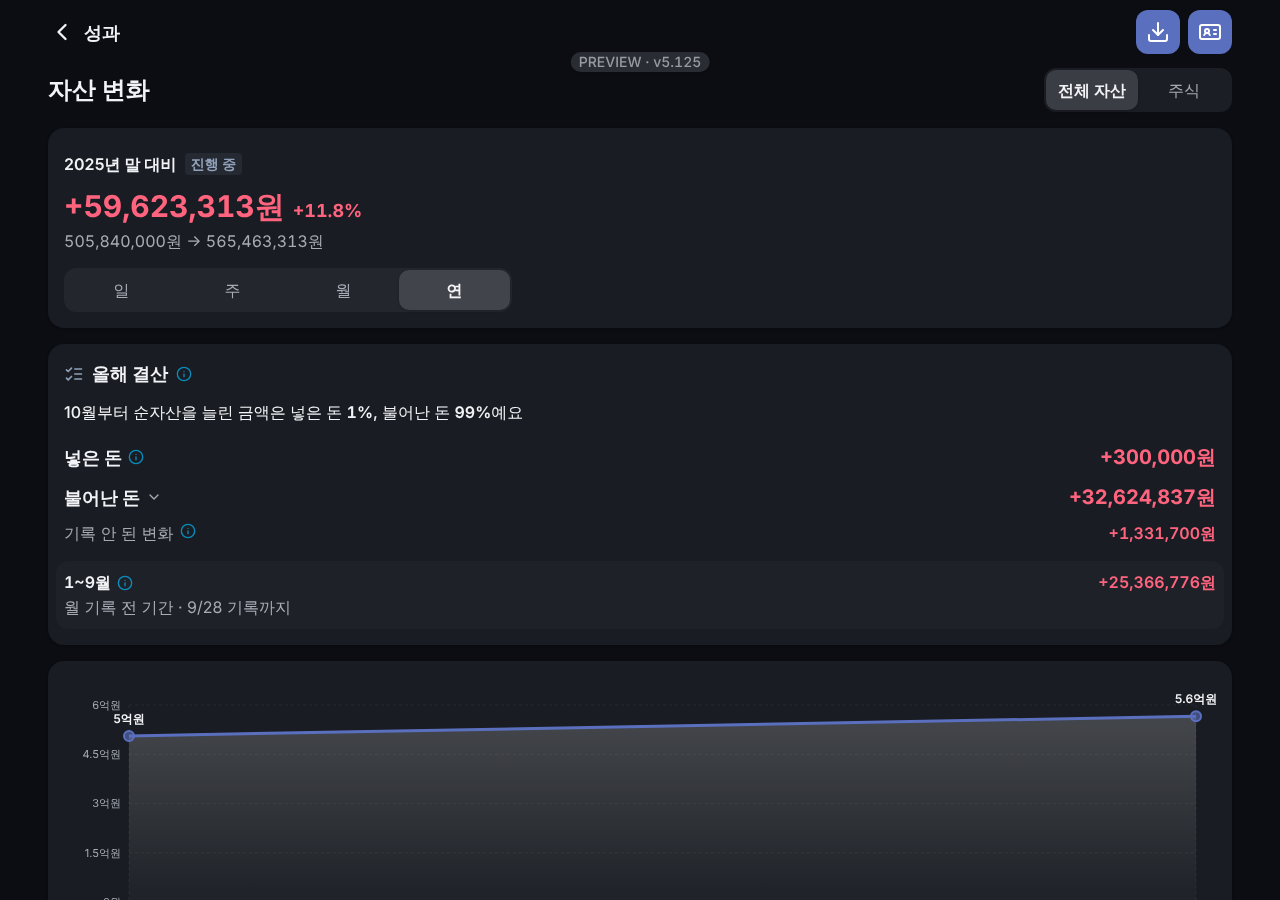 성과
PREVIEW · v5.125
자산 변화
전체 자산 주식
2025년 말 대비 진행 중
+59,623,313원 +11.8%
505,840,000원 → 565,463,313원
일 주 월 연
올해 결산
10월부터 순자산을 늘린 금액은 넣은 돈 1%, 불어난 돈 99%예요
넣은 돈 +300,000원
불어난 돈 +32,624,837원
기록 안 된 변화 +1,331,700원
1~9월 +25,366,776원
월 기록 전 기간 · 9/28 기록까지
5.6억원
6억원
5억원
4.5억원
3억원
1.5억원